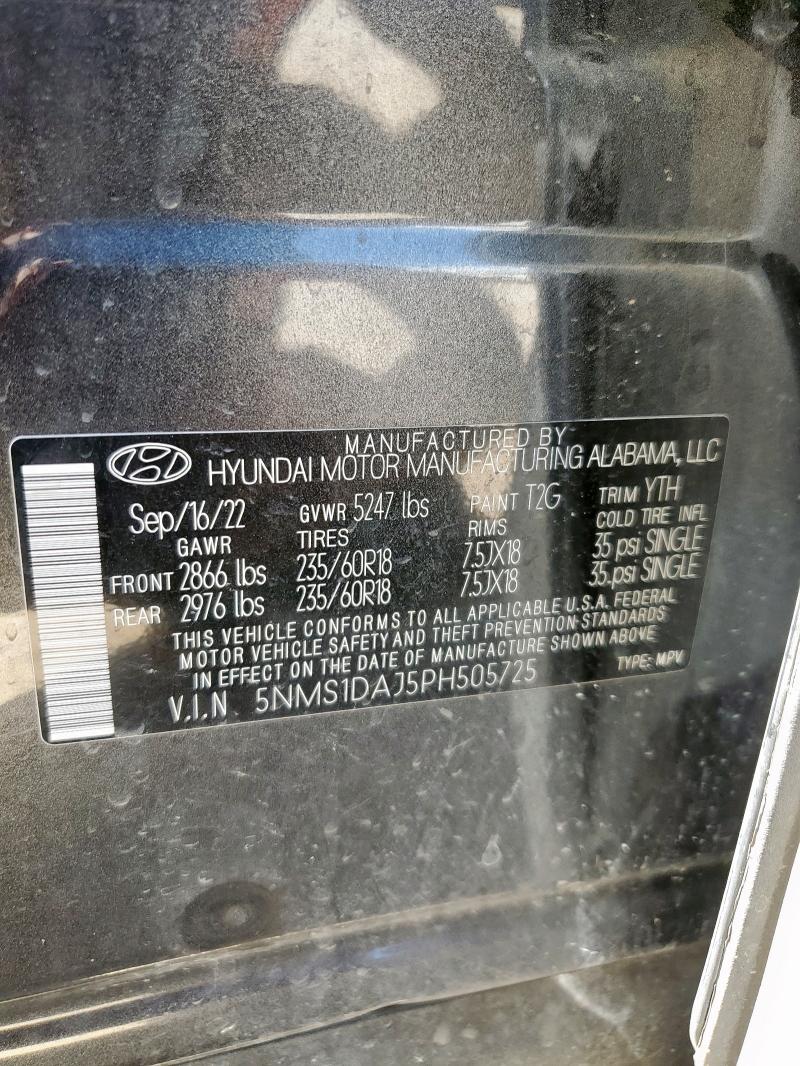 MANUFACTURED BY
HYUNDAI MOTOR MANUFACTURING ALABAMA, LLC
Sep/16/22 GVWR 5247 lbs PAINT T2G TRIM YTH
GAWR TIRES RIMS COLD TIRE INFL
FRONT 2866 lbs 235/60R18 7.5JX18 35 psi SINGLE
REAR 2976 lbs 235/60R18 7.5JX18 35 psi SINGLE
THIS VEHICLE CONFORMS TO ALL APPLICABLE U.S.A. FEDERAL
MOTOR VEHICLE SAFETY AND THEFT PREVENTION STANDARDS
IN EFFECT ON THE DATE OF MANUFACTURE SHOWN ABOVE
V.I.N 5NMS1DAJ5PH505725 TYPE: MPV